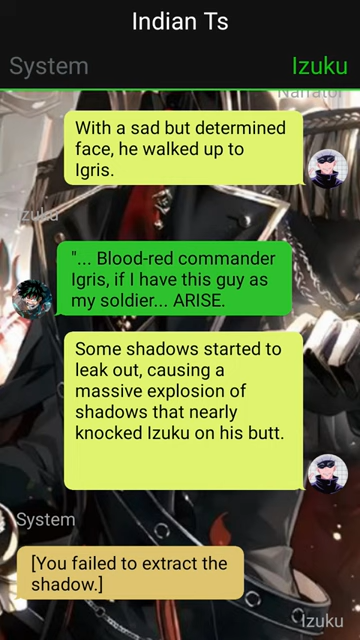 Indian Ts
System
Izuku
Narrator
With a sad but determined
face, he walked up to
Igris.
Izuku
"... Blood-red commander
Igris, if I have this guy as
my soldier... ARISE.
Some shadows started to
leak out, causing a
massive explosion of
shadows that nearly
knocked Izuku on his butt.
System
[You failed to extract the
shadow.]
Izuku